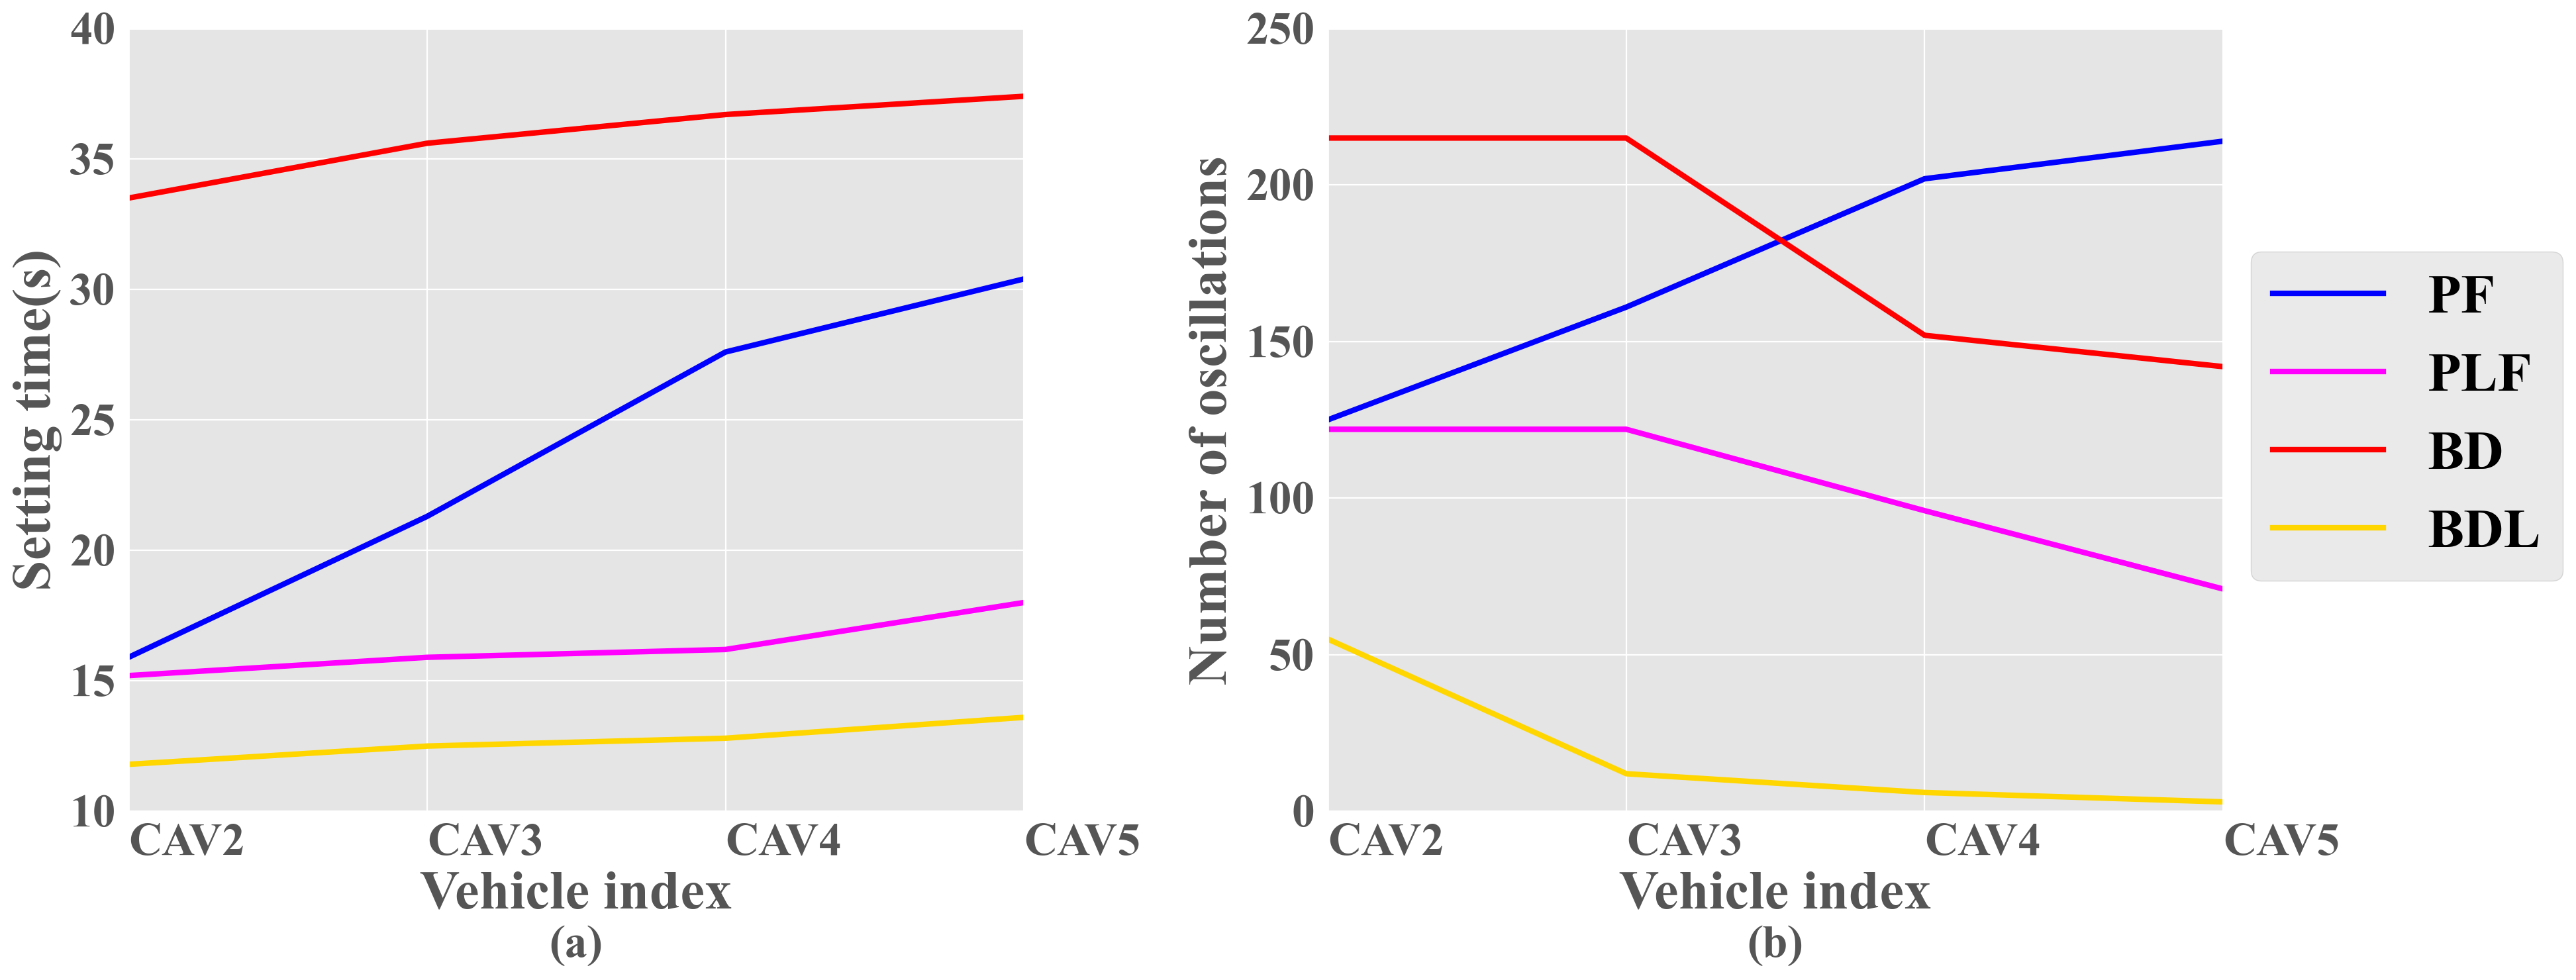 Setting time(s)
40
35
30
25
20
15
10
CAV2 CAV3 CAV4 CAV5
Vehicle index
(a)
Number of oscillations
250
200
150
100
50
0
CAV2 CAV3 CAV4 CAV5
Vehicle index
(b)
PF
PLF
BD
BDL